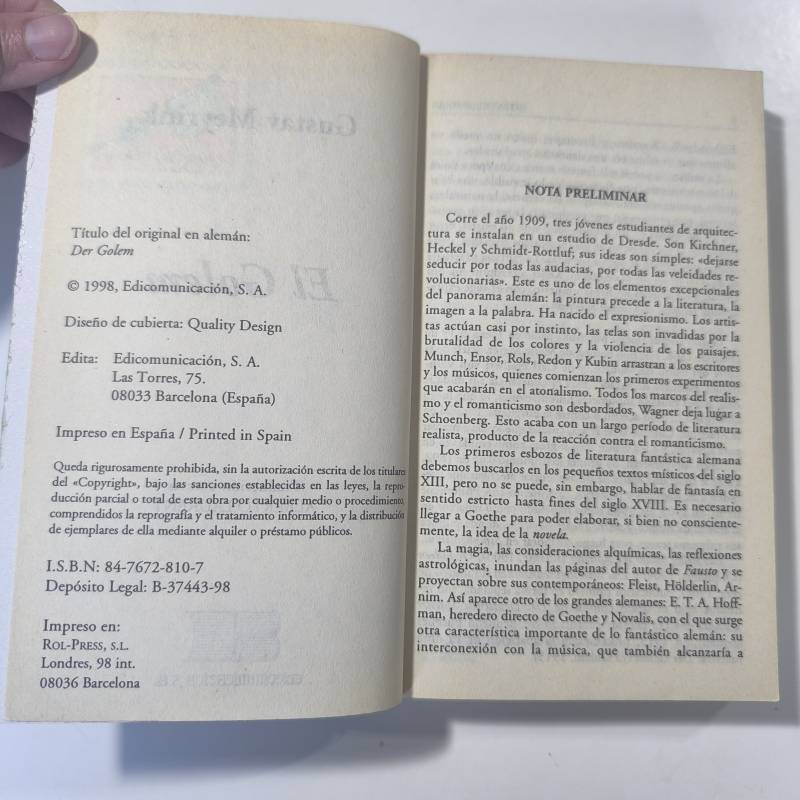 Título del original en alemán:
Der Golem
© 1998, Edicomunicación, S. A.
Diseño de cubierta: Quality Design
Edita: Edicomunicación, S. A.
Las Torres, 75.
08033 Barcelona (España)
Impreso en España / Printed in Spain
Queda rigurosamente prohibida, sin la autorización escrita de los titulares
del «Copyright», bajo las sanciones establecidas en las leyes, la repro-
ducción parcial o total de esta obra por cualquier medio o procedimiento,
comprendidos la reprografía y el tratamiento informático, y la distribución
de ejemplares de ella mediante alquiler o préstamo públicos.
I.S.B.N: 84-7672-810-7
Depósito Legal: B-37443-98
Impreso en:
ROL-PRESS, S.L.
Londres, 98 int.
08036 Barcelona
NOTA PRELIMINAR
Corre el año 1909, tres jóvenes estudiantes de arquitec-
tura se instalan en un estudio de Dresde. Son Kirchner,
Heckel y Schmidt-Rottluf; sus ideas son simples: «dejarse
seducir por todas las audacias, por todas las veleidades re-
volucionarias». Este es uno de los elementos excepcionales
del panorama alemán: la pintura precede a la literatura, la
imagen a la palabra. Ha nacido el expresionismo. Los artis-
tas actúan casi por instinto, las telas son invadidas por la
brutalidad de los colores y la violencia de los paisajes.
Munch, Ensor, Rols, Redon y Kubin arrastran a los escritores
y los músicos, quienes comienzan los primeros experimentos
que acabarán en el atonalismo. Todos los marcos del realis-
mo y el romanticismo son desbordados, Wagner deja lugar a
Schoenberg. Esto acaba con un largo período de literatura
realista, producto de la reacción contra el romanticismo.
Los primeros esbozos de literatura fantástica alemana
debemos buscarlos en los pequeños textos místicos del siglo
XIII, pero no se puede, sin embargo, hablar de fantasía en
sentido estricto hasta fines del siglo XVIII. Es necesario
llegar a Goethe para poder elaborar, si bien no consciente-
mente, la idea de la novela.
La magia, las consideraciones alquímicas, las reflexiones
astrológicas, inundan las páginas del autor de Fausto y se
proyectan sobre sus contemporáneos: Fleist, Hölderlin, Ar-
nim. Así aparece otro de los grandes alemanes: E. T. A. Hoff-
man, heredero directo de Goethe y Novalis, con el que surge
otra característica importante de lo fantástico alemán: su
interconexión con la música, que también alcanzaría a